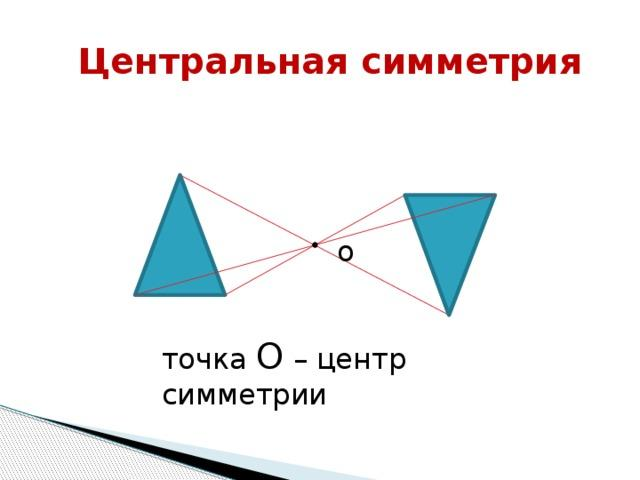 Центральная симметрия
о
точка О – центр
симметрии